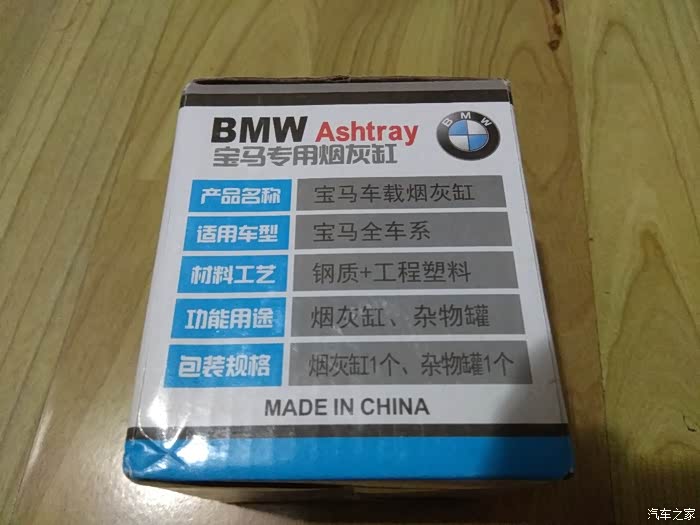 BMW Ashtray
BMW
宝马专用烟灰缸
产品名称 宝马车载烟灰缸
适用车型 宝马全车系
材料工艺 钢质+工程塑料
功能用途 烟灰缸、杂物罐
包装规格 烟灰缸1个、杂物罐1个
MADE IN CHINA
汽车之家